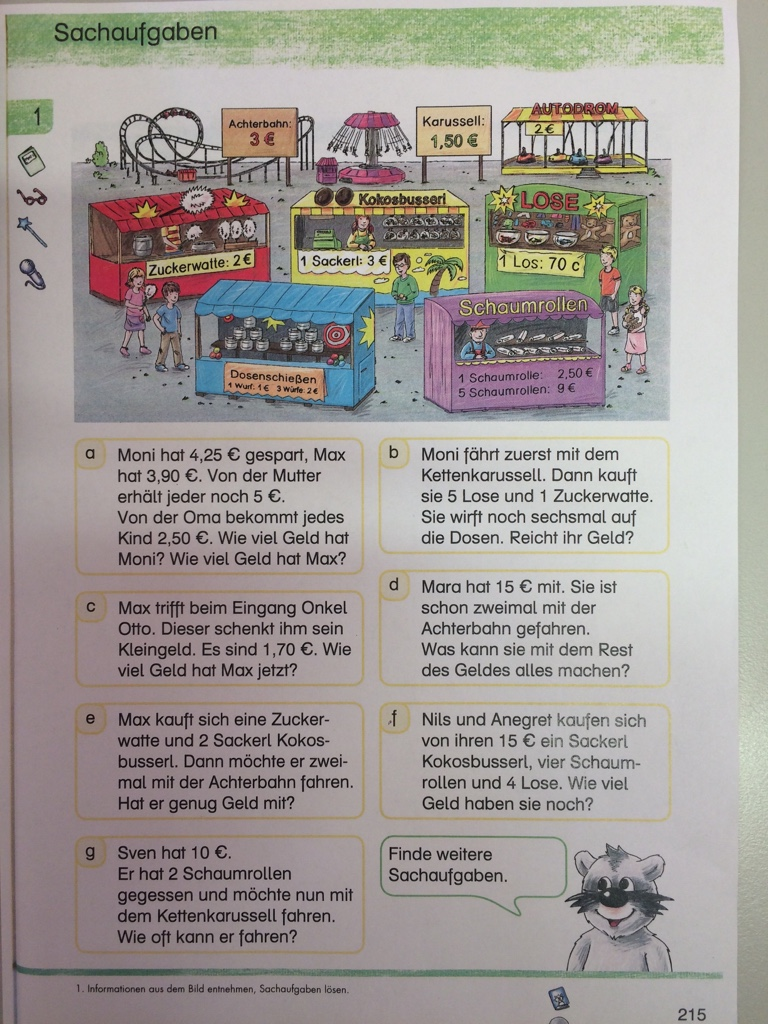 Sachaufgaben
1
Achterbahn:
3 €
Karussell:
1,50 €
AUTODROM
2 €
Zuckerwatte: 2 €
Kokosbusserl
1 Sackerl: 3 €
LOSE
1 Los: 70 c
Dosenschießen
1 Wurf: 1 € 3 Würfe: 2 €
Schaumrollen
1 Schaumrolle: 2,50 €
5 Schaumrollen: 9 €
a
Moni hat 4,25 € gespart, Max
hat 3,90 €. Von der Mutter
erhält jeder noch 5 €.
Von der Oma bekommt jedes
Kind 2,50 €. Wie viel Geld hat
Moni? Wie viel Geld hat Max?
b
Moni fährt zuerst mit dem
Kettenkarussell. Dann kauft
sie 5 Lose und 1 Zuckerwatte.
Sie wirft noch sechsmal auf
die Dosen. Reicht ihr Geld?
c
Max trifft beim Eingang Onkel
Otto. Dieser schenkt ihm sein
Kleingeld. Es sind 1,70 €. Wie
viel Geld hat Max jetzt?
d
Mara hat 15 € mit. Sie ist
schon zweimal mit der
Achterbahn gefahren.
Was kann sie mit dem Rest
des Geldes alles machen?
e
Max kauft sich eine Zucker-
watte und 2 Sackerl Kokos-
busserl. Dann möchte er zwei-
mal mit der Achterbahn fahren.
Hat er genug Geld mit?
f
Nils und Anegret kaufen sich
von ihren 15 € ein Sackerl
Kokosbusserl, vier Schaum-
rollen und 4 Lose. Wie viel
Geld haben sie noch?
g
Sven hat 10 €.
Er hat 2 Schaumrollen
gegessen und möchte nun mit
dem Kettenkarussell fahren.
Wie oft kann er fahren?
Finde weitere
Sachaufgaben.
1. Informationen aus dem Bild entnehmen, Sachaufgaben lösen.
215